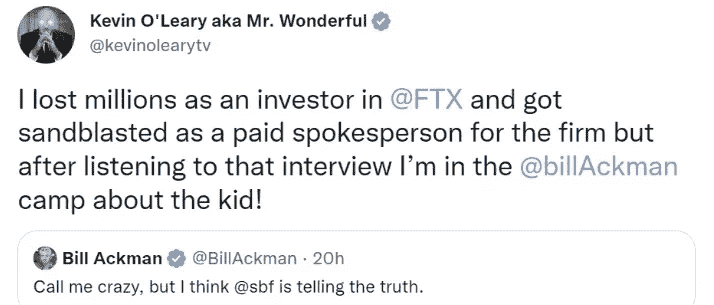 Kevin O'Leary aka Mr. Wonderful
@kevinolearytv
I lost millions as an investor in @FTX and got
sandblasted as a paid spokesperson for the firm but
after listening to that interview I'm in the @billAckman
camp about the kid!
Bill Ackman @BillAckman · 20h
Call me crazy, but I think @sbf is telling the truth.